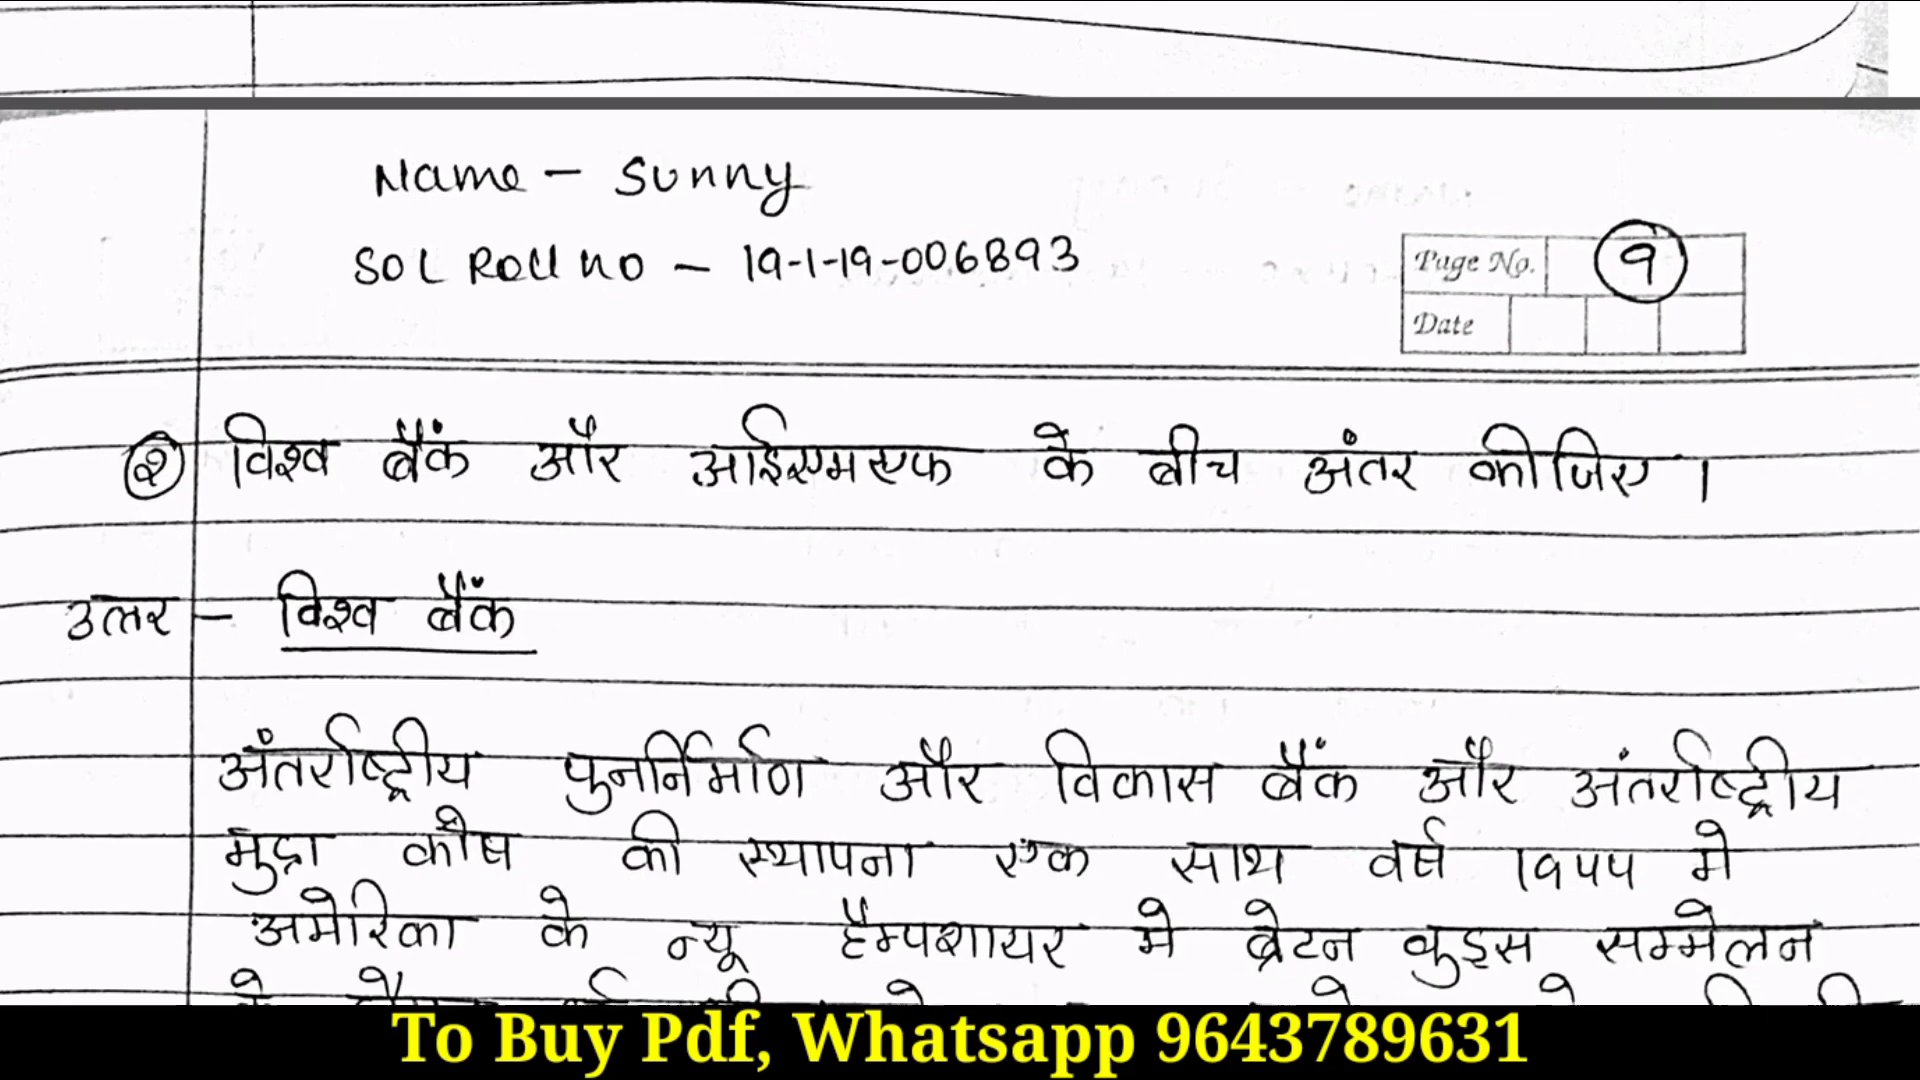 Name - Sunny
SOL Roll no - 19-1-19-006893
Page No. 9
Date
२ विश्व बैंक और आईएमएफ के बीच अंतर कीजिए ।
उत्तर - विश्व बैंक
अंतर्राष्ट्रीय पुनर्निर्माण और विकास बैंक और अंतर्राष्ट्रीय
मुद्रा कोष की स्थापना एक साथ वर्ष 1944 मे
अमेरिका के न्यू हैम्पशायर मे ब्रेटन वुड्स सम्मेलन
To Buy Pdf, Whatsapp 9643789631